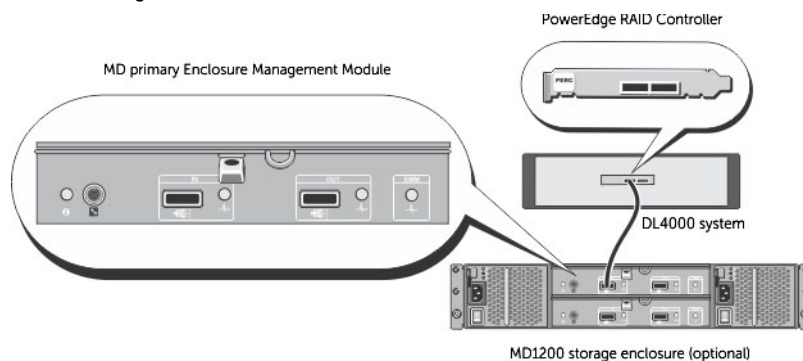 PowerEdge RAID Controller
MD primary Enclosure Management Module
PERC
IN
OUT
EMM
DL4000 system
MD1200 storage enclosure (optional)